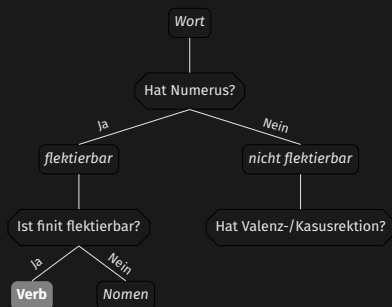 Wort
Hat Numerus?
Ja
Nein
flektierbar
nicht flektierbar
Ist finit flektierbar?
Hat Valenz-/Kasusrektion?
Ja
Nein
Verb
Nomen